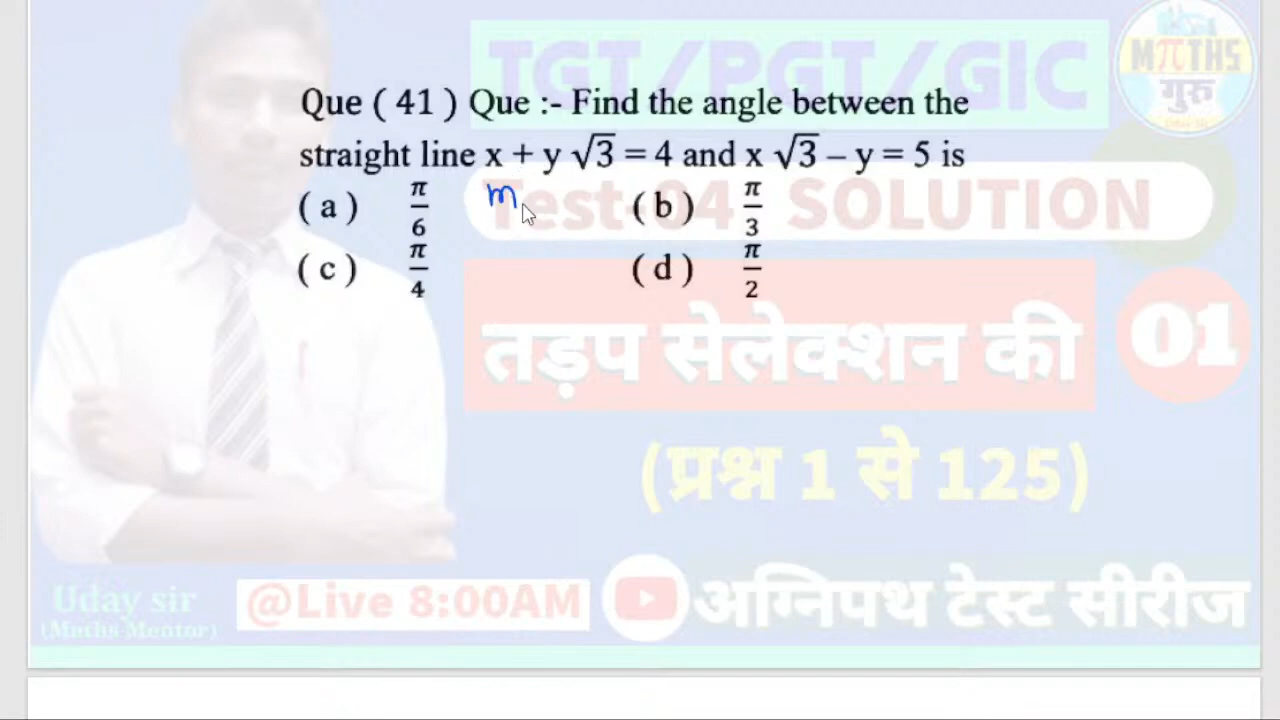 TGT/PGT/GIC
MπTHS
गुरु
Que ( 41 ) Que :- Find the angle between the
straight line x + y √3 = 4 and x √3 – y = 5 is
( a ) π/6 m ( b ) π/3
Test-04 SOLUTION
( c ) π/4 ( d ) π/2
तड़प सेलेक्शन की 01
(प्रश्न 1 से 125)
Uday sir
(Maths Mentor)
@Live 8:00AM
अग्निपथ टेस्ट सीरीज